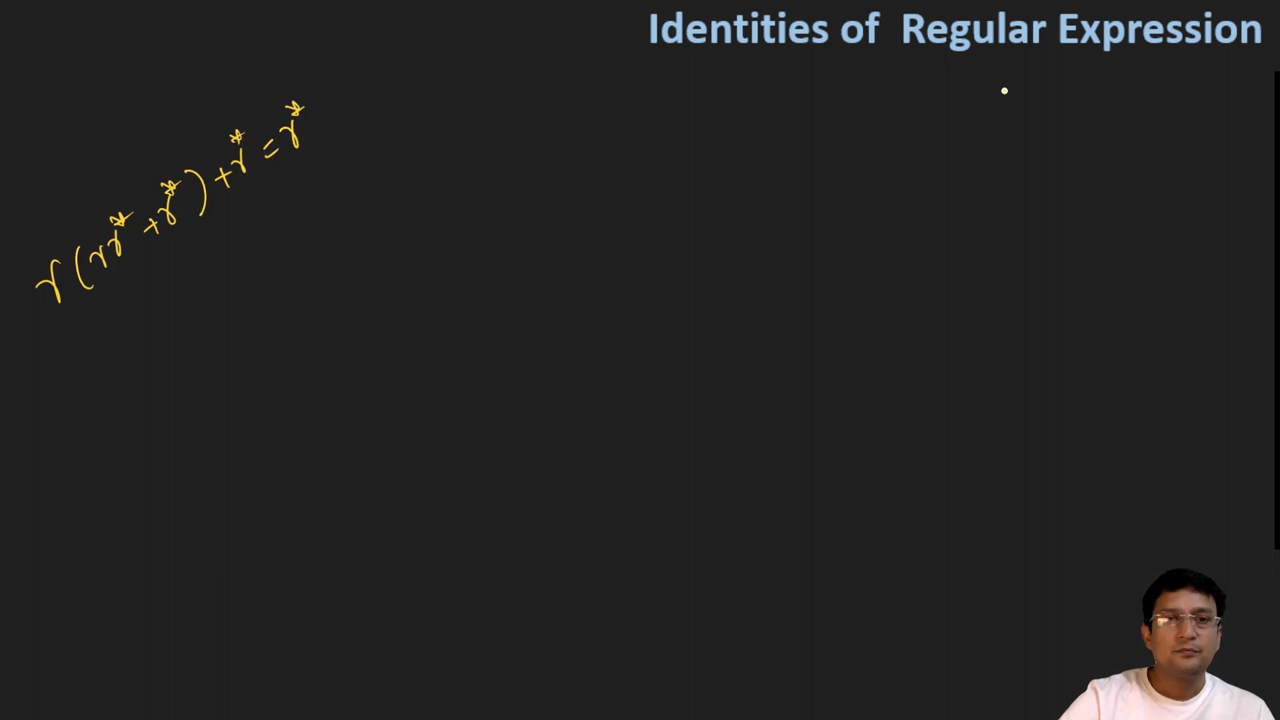 Identities of Regular Expression
r(rr* + r*) + r* = r*